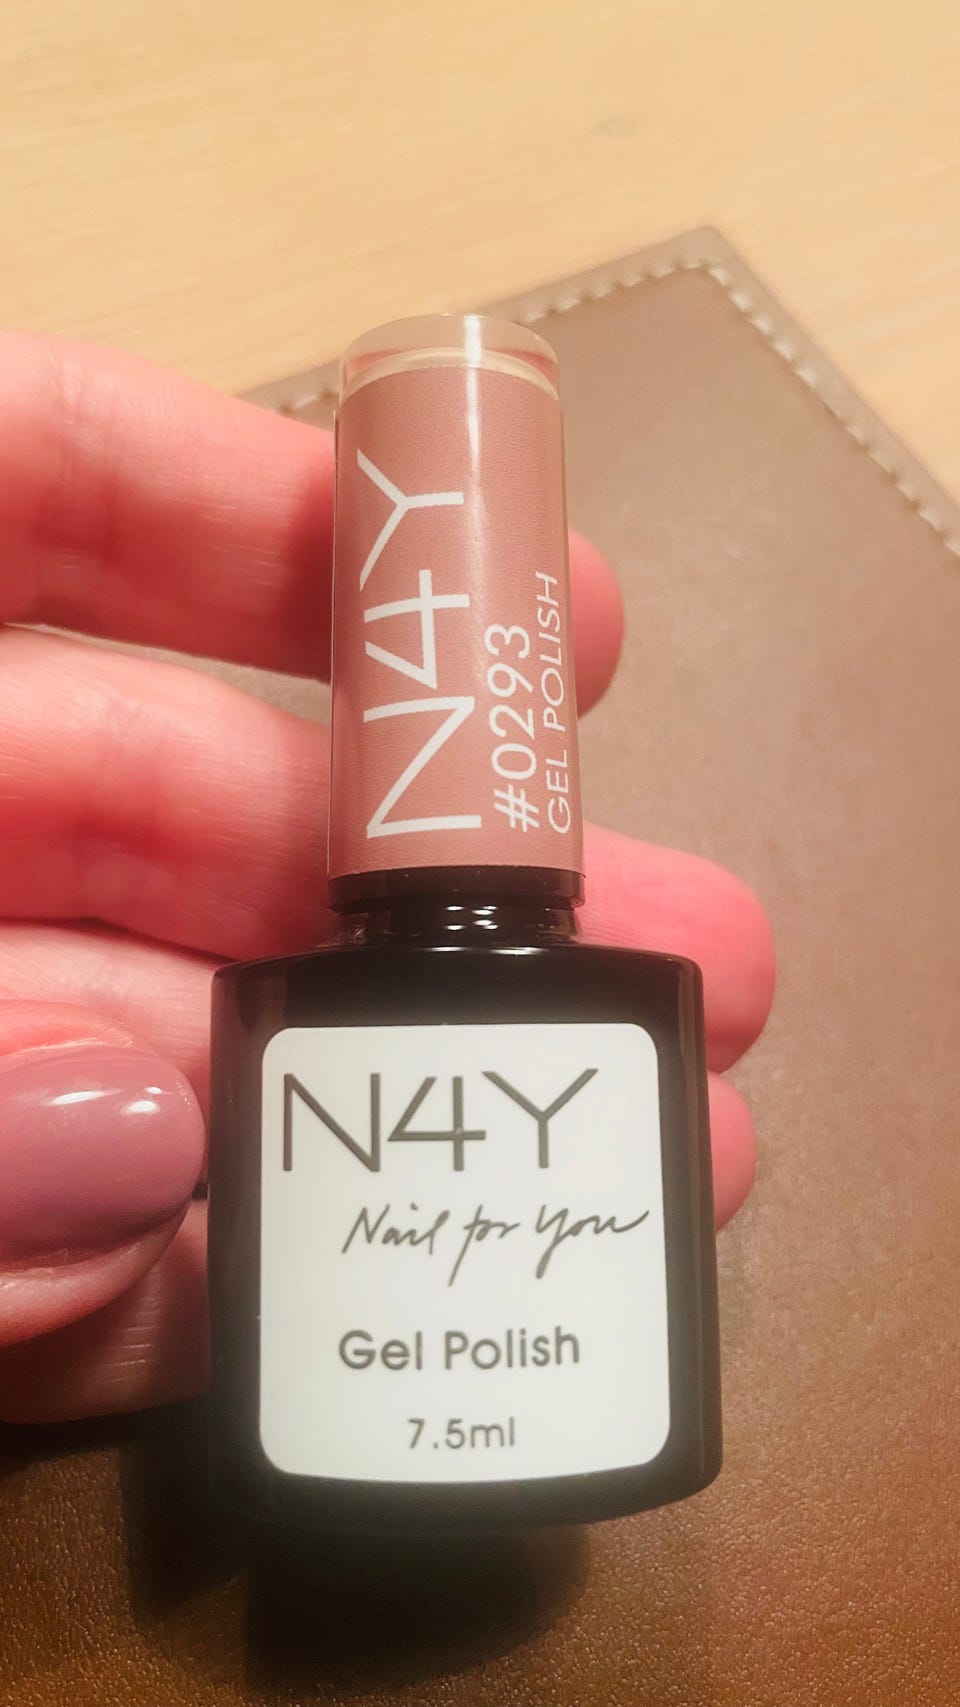 N4Y
#0293
GEL POLISH
N4Y
Nail for You
Gel Polish
7.5ml